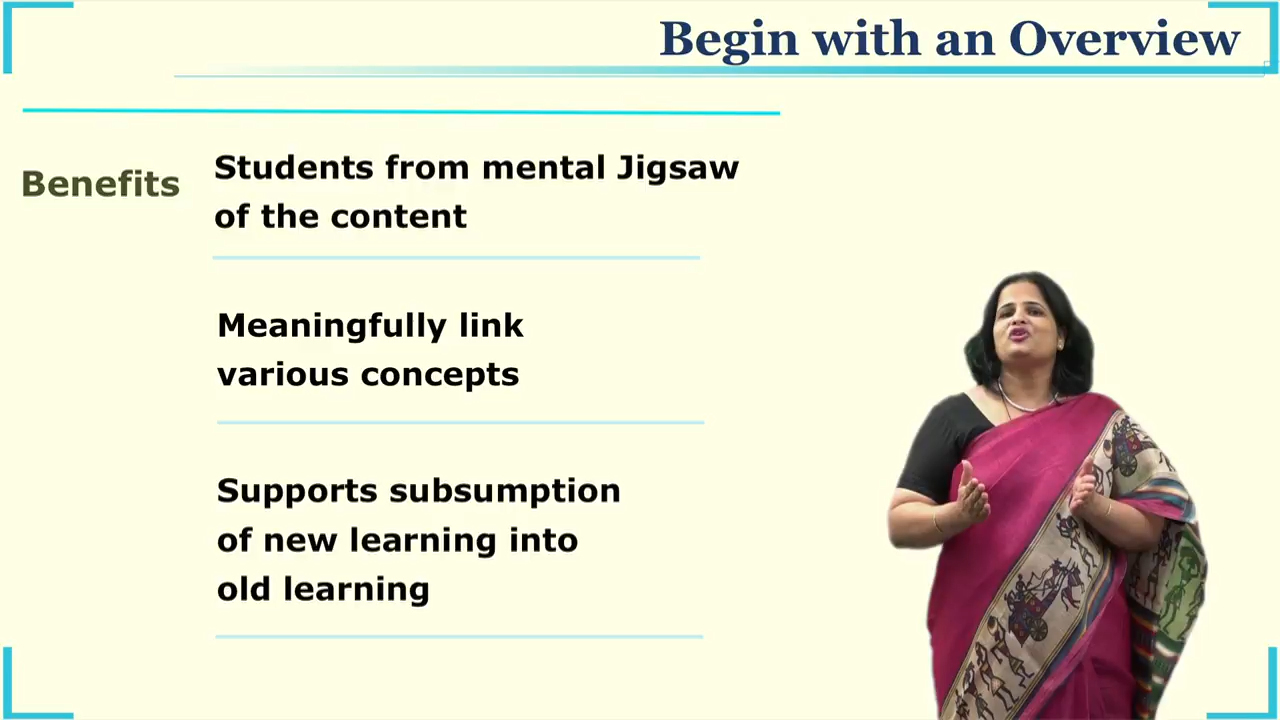 Begin with an Overview
Benefits
Students from mental Jigsaw
of the content
Meaningfully link
various concepts
Supports subsumption
of new learning into
old learning